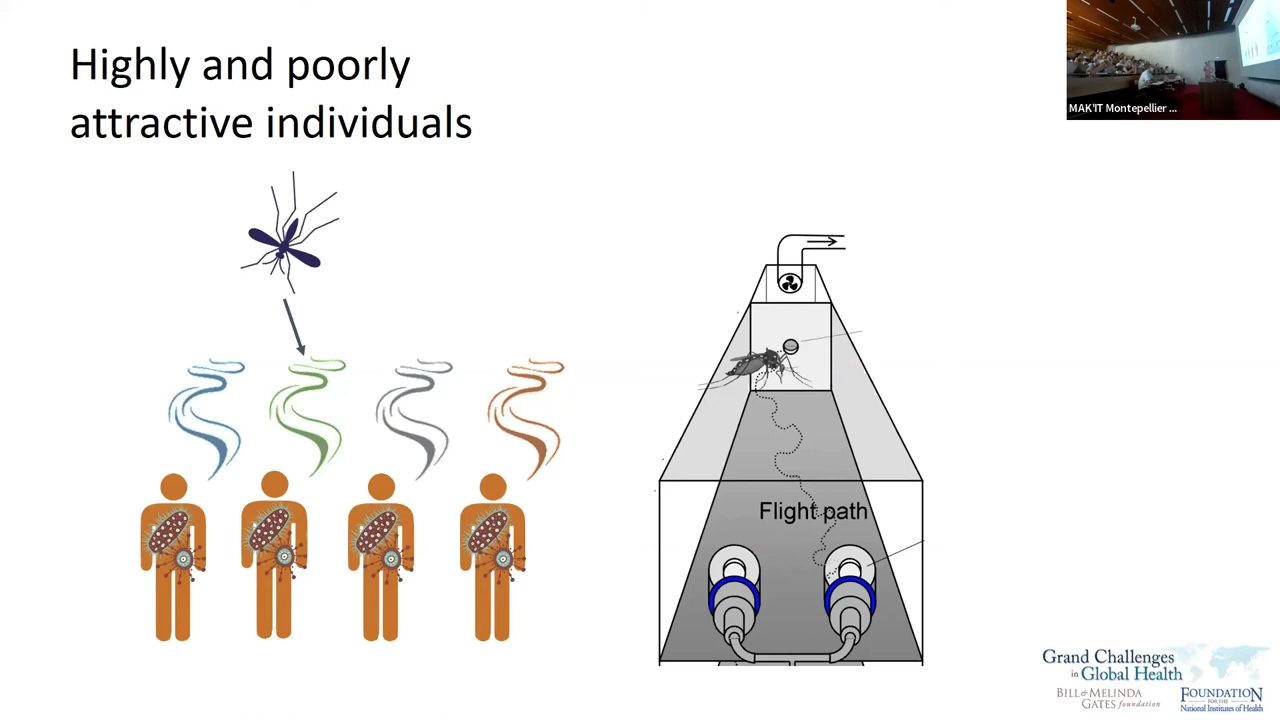 Highly and poorly
attractive individuals
MAK'IT Montepellier ...
Flight path
Grand Challenges
in Global Health
BILL & MELINDA
GATES foundation
FOUNDATION
FOR THE
National Institutes of Health